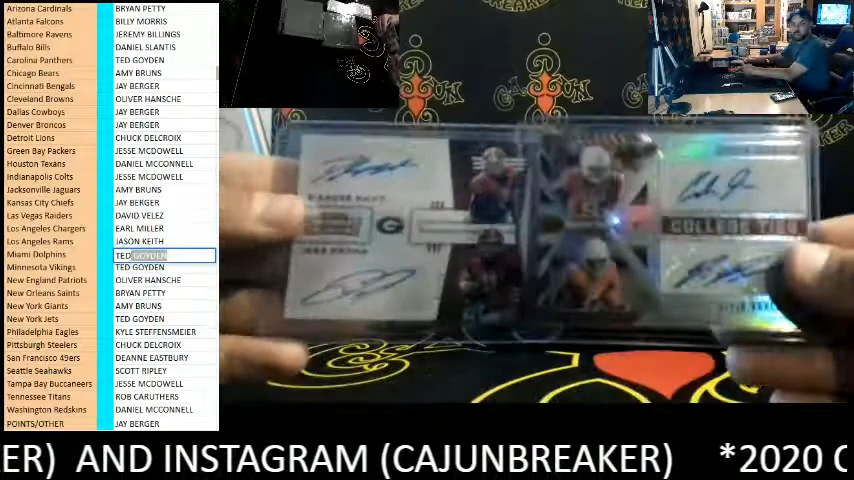 Arizona Cardinals BRYAN PETTY
Atlanta Falcons BILLY MORRIS
Baltimore Ravens JEREMY BILLINGS
Buffalo Bills DANIEL SLANTIS
Carolina Panthers TED GOYDEN
Chicago Bears AMY BRUNS
Cincinnati Bengals JAY BERGER
Cleveland Browns OLIVER HANSCHE
Dallas Cowboys JAY BERGER
Denver Broncos JAY BERGER
Detroit Lions CHUCK DELCROIX
Green Bay Packers JESSE MCDOWELL
Houston Texans DANIEL MCCONNELL
Indianapolis Colts JESSE MCDOWELL
Jacksonville Jaguars AMY BRUNS
Kansas City Chiefs JAY BERGER
Las Vegas Raiders DAVID VELEZ
Los Angeles Chargers EARL MILLER
Los Angeles Rams JASON KEITH
Miami Dolphins TED GOYDEN
Minnesota Vikings TED GOYDEN
New England Patriots OLIVER HANSCHE
New Orleans Saints BRYAN PETTY
New York Giants AMY BRUNS
New York Jets TED GOYDEN
Philadelphia Eagles KYLE STEFFENSMEIER
Pittsburgh Steelers CHUCK DELCROIX
San Francisco 49ers DEANNE EASTBURY
Seattle Seahawks SCOTT RIPLEY
Tampa Bay Buccaneers JESSE MCDOWELL
Tennessee Titans ROB CARUTHERS
Washington Redskins DANIEL MCCONNELL
POINTS/OTHER JAY BERGER
G
COLLEGE TIES
ER) AND INSTAGRAM (CAJUNBREAKER) *2020